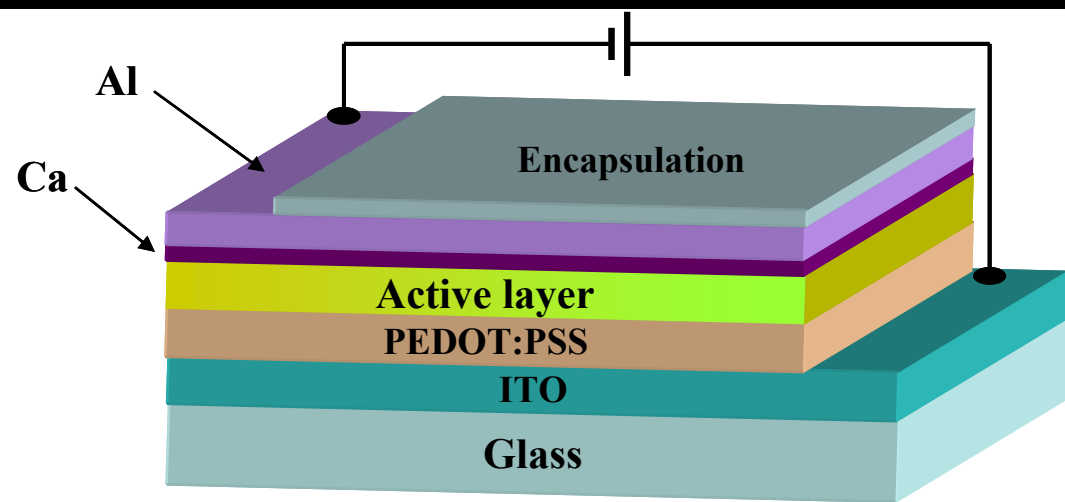 Al
Encapsulation
Ca
Active layer
PEDOT:PSS
ITO
Glass